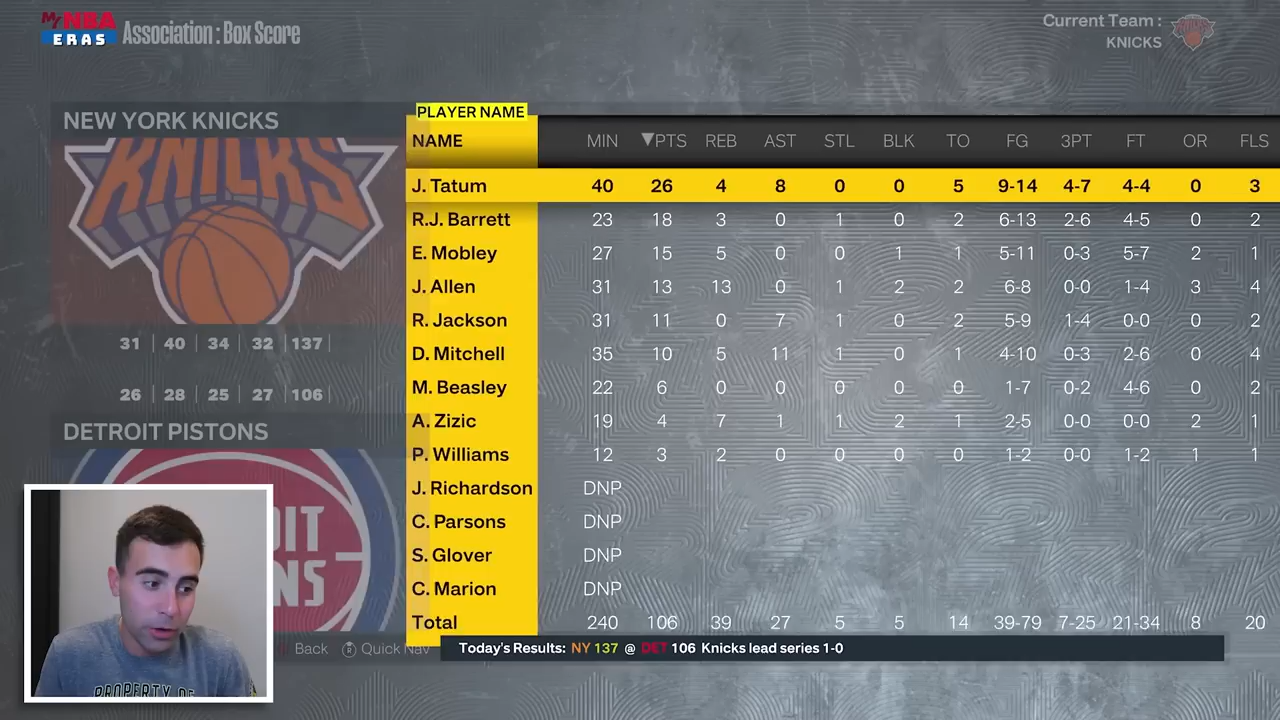 MyNBA ERAS Association : Box Score
Current Team :
KNICKS
NEW YORK KNICKS
KNICKS
31 | 40 | 34 | 32 | 137 |
26 | 28 | 25 | 27 | 106 |
DETROIT PISTONS
PLAYER NAME
NAME MIN ▼PTS REB AST STL BLK TO FG 3PT FT OR FLS
J. Tatum 40 26 4 8 0 0 5 9-14 4-7 4-4 0 3
R.J. Barrett 23 18 3 0 1 0 2 6-13 2-6 4-5 0 2
E. Mobley 27 15 5 0 0 1 1 5-11 0-3 5-7 2 1
J. Allen 31 13 13 0 1 2 2 6-8 0-0 1-4 3 4
R. Jackson 31 11 0 7 1 0 2 5-9 1-4 0-0 0 2
D. Mitchell 35 10 5 11 1 0 1 4-10 0-3 2-6 0 4
M. Beasley 22 6 0 0 0 0 0 1-7 0-2 4-6 0 2
A. Zizic 19 4 7 1 1 2 1 2-5 0-0 0-0 2 1
P. Williams 12 3 2 0 0 0 0 1-2 0-0 1-2 1 1
J. Richardson DNP
C. Parsons DNP
S. Glover DNP
C. Marion DNP
Total 240 106 39 27 5 5 14 39-79 7-25 21-34 8 20
Back R Quick Nav
Today's Results: NY 137 @ DET 106 Knicks lead series 1-0
PROPERTY OF